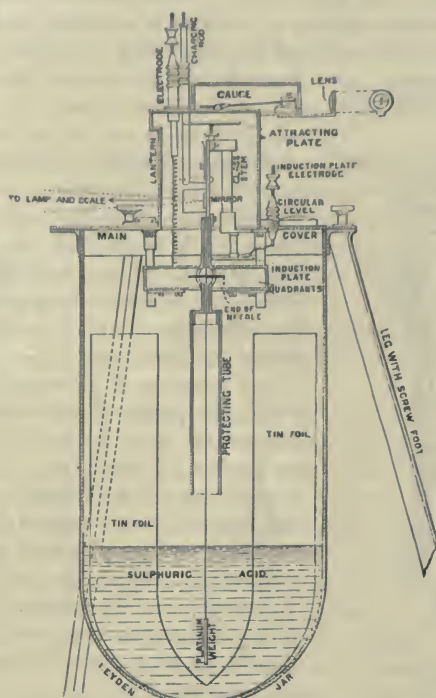 ELECTRODE
CHARGING
ROD
GAUGE
LENS
LANTERN
ATTRACTING
PLATE
GLASS
STEM
INDUCTION PLATE
ELECTRODE
TO LAMP AND SCALE
MIRROR
CIRCULAR
LEVEL
MAIN
COVER
INDUCTION
PLATE
QUADRANTS
END OF
NEEDLE
PROTECTING TUBE
LEG WITH SCREW FOOT
TIN FOIL
TIN FOIL
SULPHURIC ACID
PLATINUM
WEIGHT
LEYDEN JAR